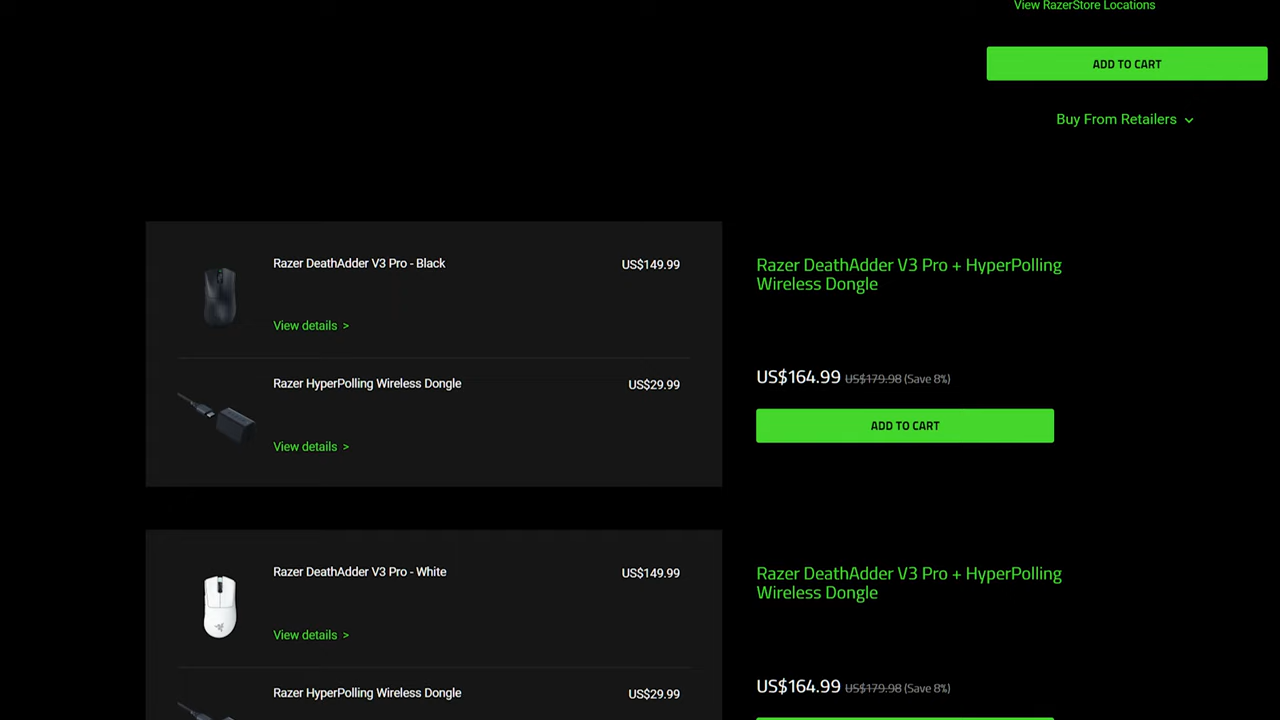 View RazerStore Locations
ADD TO CART
Buy From Retailers
Razer DeathAdder V3 Pro - Black
US$149.99
View details >
Razer HyperPolling Wireless Dongle
US$29.99
View details >
Razer DeathAdder V3 Pro + HyperPolling
Wireless Dongle
US$164.99 US$179.98 (Save 8%)
ADD TO CART
Razer DeathAdder V3 Pro - White
US$149.99
View details >
Razer HyperPolling Wireless Dongle
US$29.99
Razer DeathAdder V3 Pro + HyperPolling
Wireless Dongle
US$164.99 US$179.98 (Save 8%)